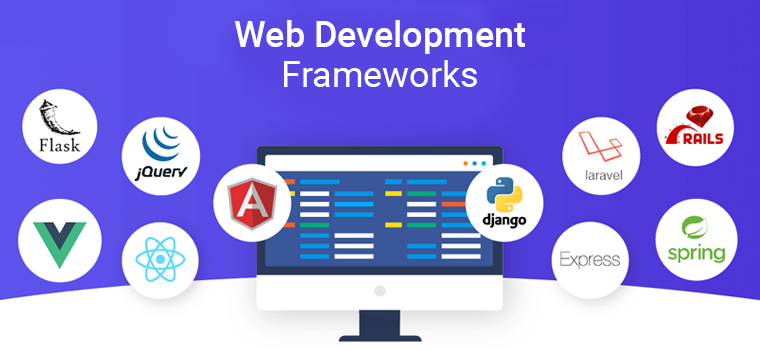 Web Development
Frameworks
Flask
jQuery
django
laravel
RAILS
Express
spring